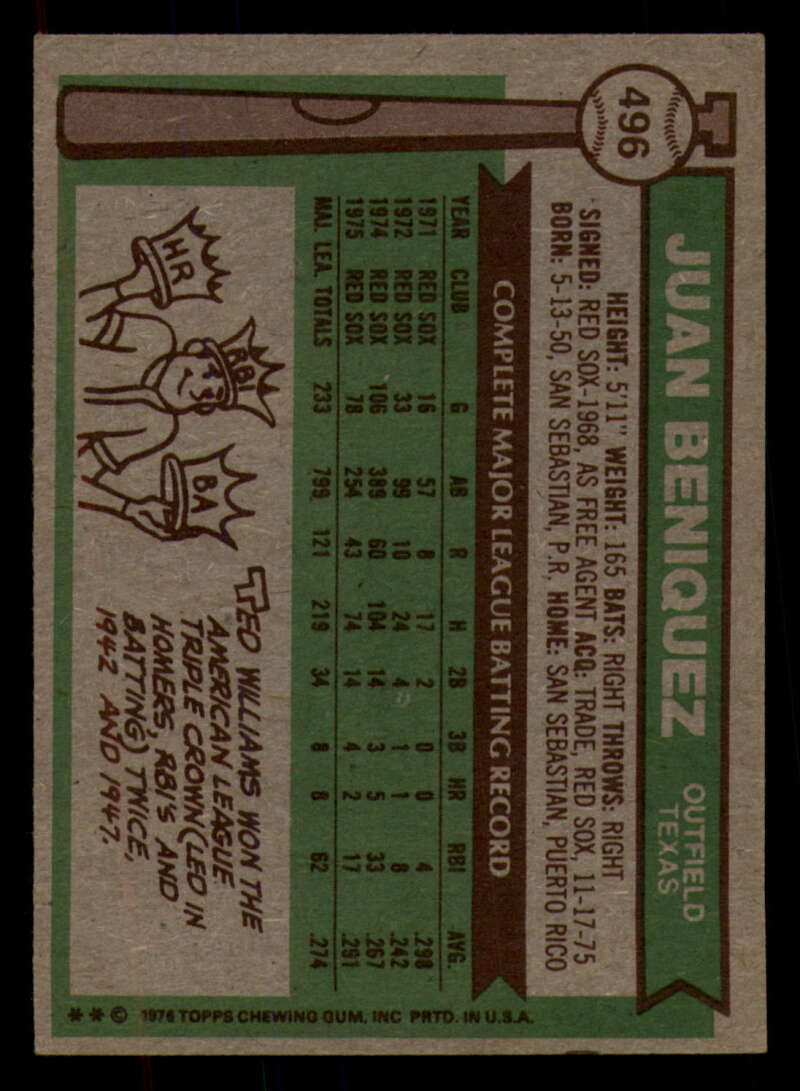 496
JUAN BENIQUEZ
OUTFIELD
TEXAS
HEIGHT: 5'11" WEIGHT: 165 BATS: RIGHT THROWS: RIGHT
SIGNED: RED SOX-1968, AS FREE AGENT ACQ: TRADE, RED SOX, 11-17-75
BORN: 5-13-50, SAN SEBASTIAN, P.R. HOME: SAN SEBASTIAN, PUERTO RICO
COMPLETE MAJOR LEAGUE BATTING RECORD
YEAR CLUB G AB R H 2B 3B HR RBI AVG.
1971 RED SOX 16 57 8 17 2 0 0 4 .298
1972 RED SOX 33 99 10 24 4 1 1 8 .242
1974 RED SOX 106 389 60 104 14 3 5 33 .267
1975 RED SOX 78 254 43 74 14 4 2 17 .291
MAJ. LEA. TOTALS 233 799 121 219 34 8 8 62 .274
HR
RBI
BA
TED WILLIAMS WON THE
AMERICAN LEAGUE
TRIPLE CROWN (LED IN
HOMERS, RBI'S AND
BATTING) TWICE,
1942 AND 1947.
** © 1976 TOPPS CHEWING GUM, INC PRTD. IN U.S.A.